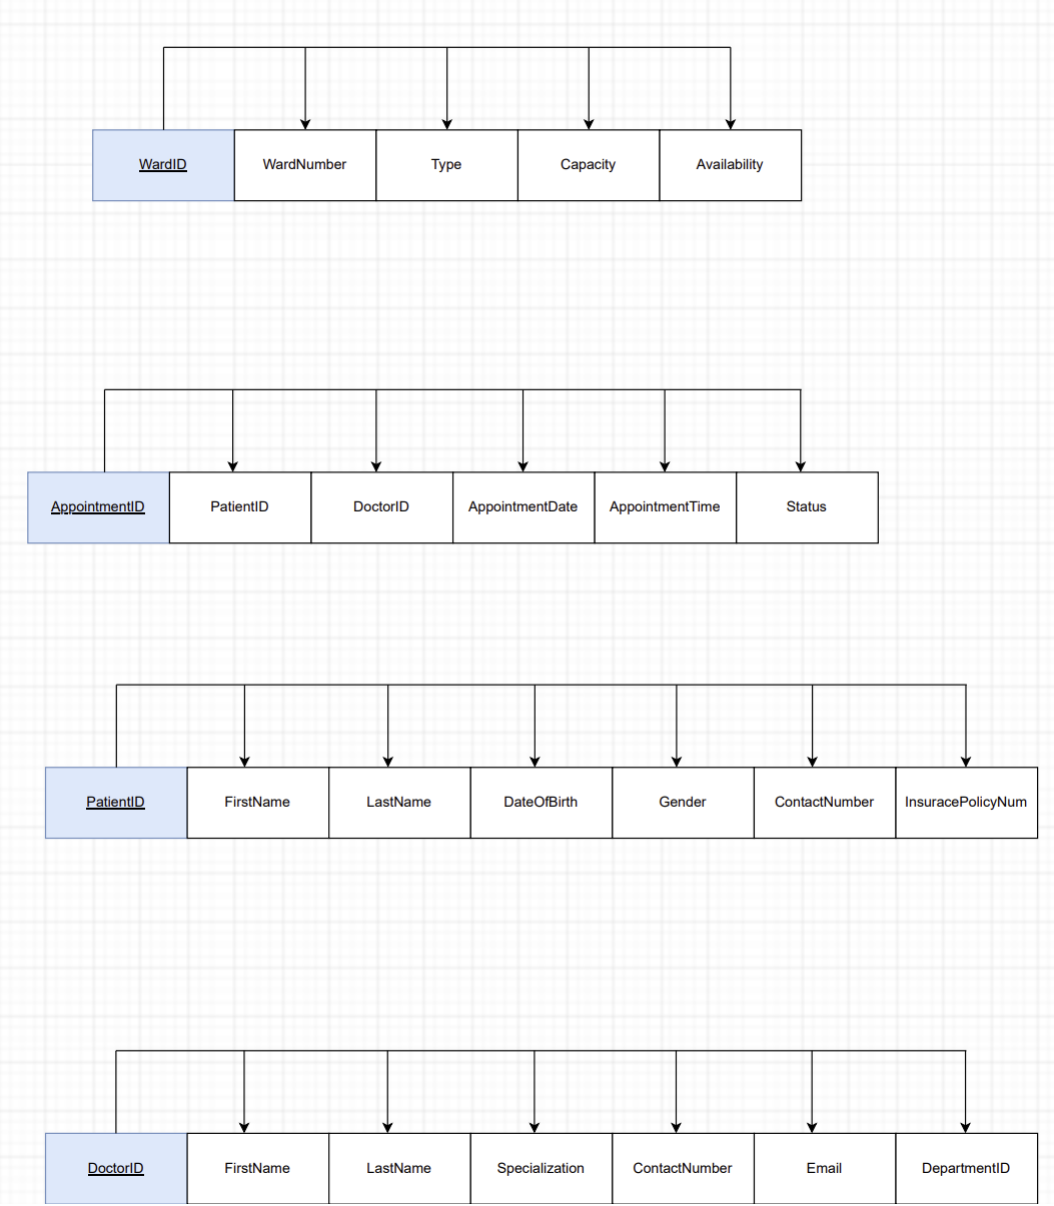 WardID WardNumber Type Capacity Availability
AppointmentID PatientID DoctorID AppointmentDate AppointmentTime Status
PatientID FirstName LastName DateOfBirth Gender ContactNumber InsuracePolicyNum
DoctorID FirstName LastName Specialization ContactNumber Email DepartmentID